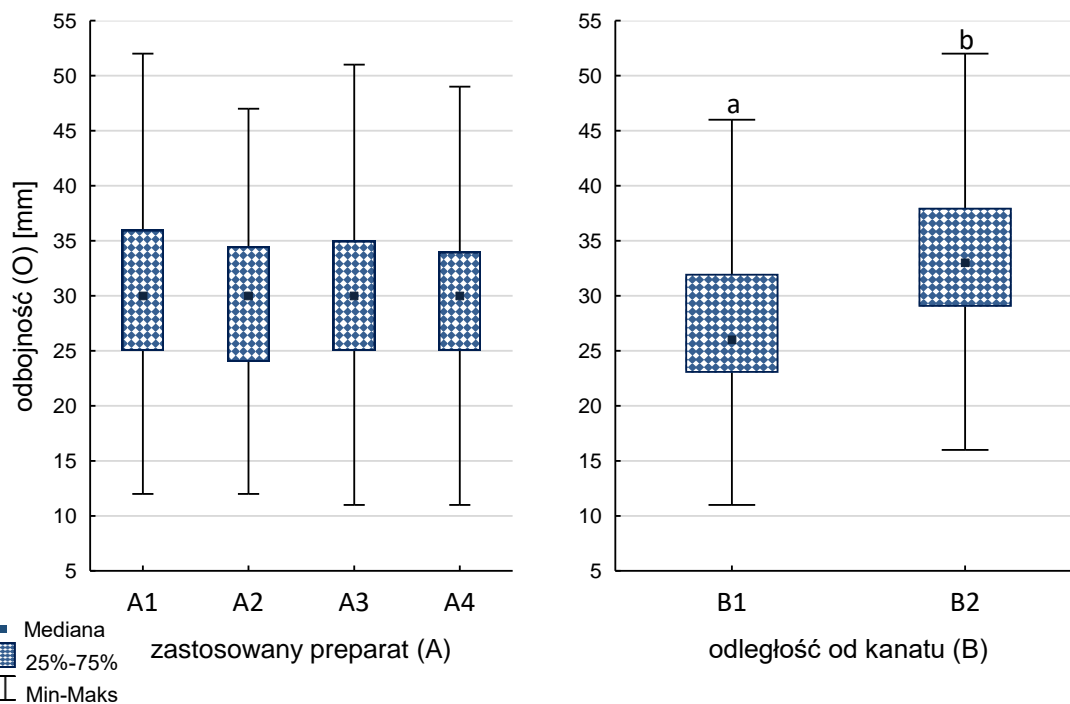 odbojność (O) [mm]
55
50
45
40
35
30
25
20
15
10
5
A1 A2 A3 A4
zastosowany preparat (A)
Mediana
25%-75%
Min-Maks
55
50
45
40
35
30
25
20
15
10
5
a
b
B1 B2
odległość od kanatu (B)